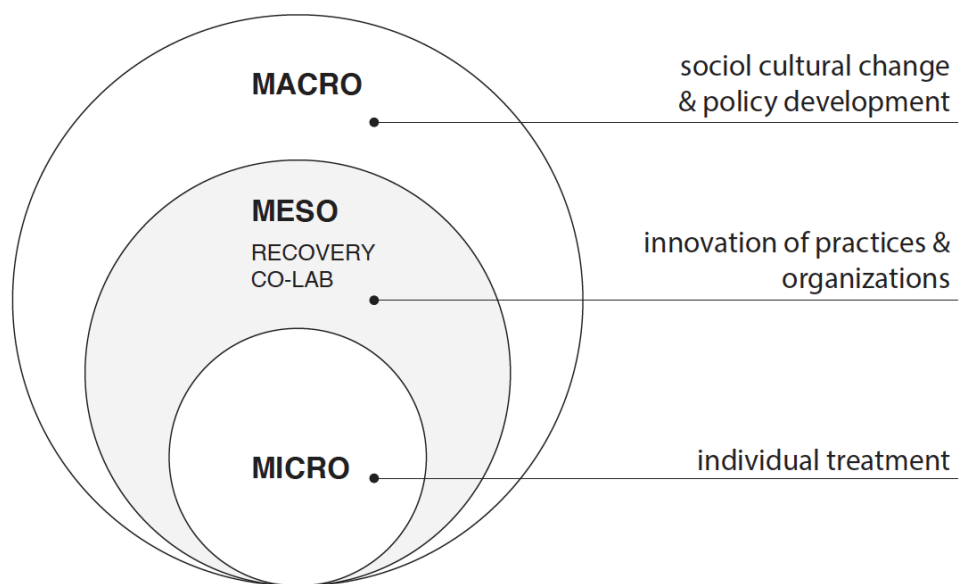 MACRO
sociol cultural change
& policy development
MESO
RECOVERY
CO-LAB
innovation of practices &
organizations
MICRO
individual treatment